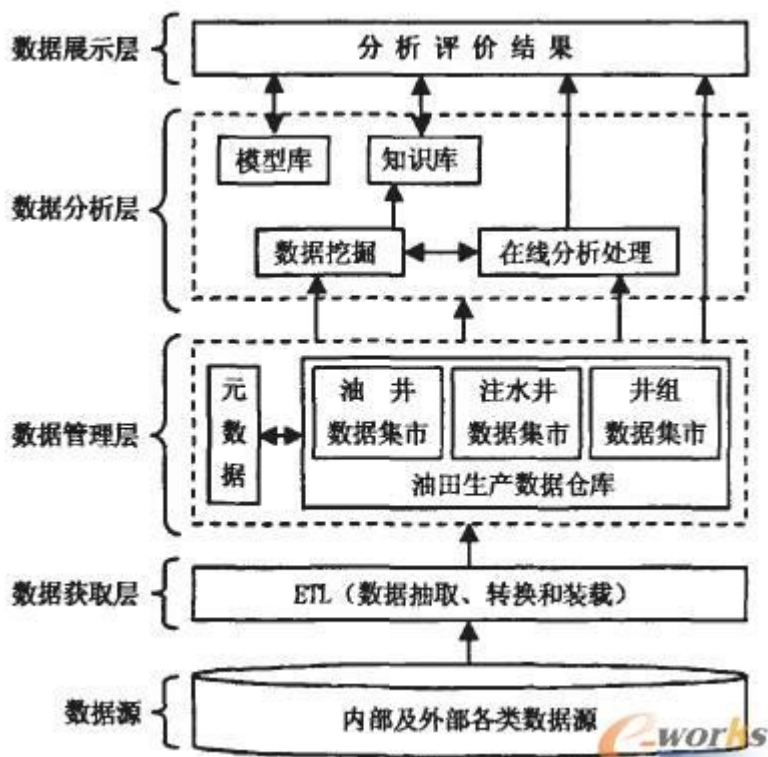 数据展示层
分析评价结果
数据分析层
模型库
知识库
数据挖掘
在线分析处理
数据管理层
元
数
据
油 井
数据集市
注水井
数据集市
井组
数据集市
油田生产数据仓库
数据获取层
ETL(数据抽取、转换和装载)
数据源
内部及外部各类数据源
e-works